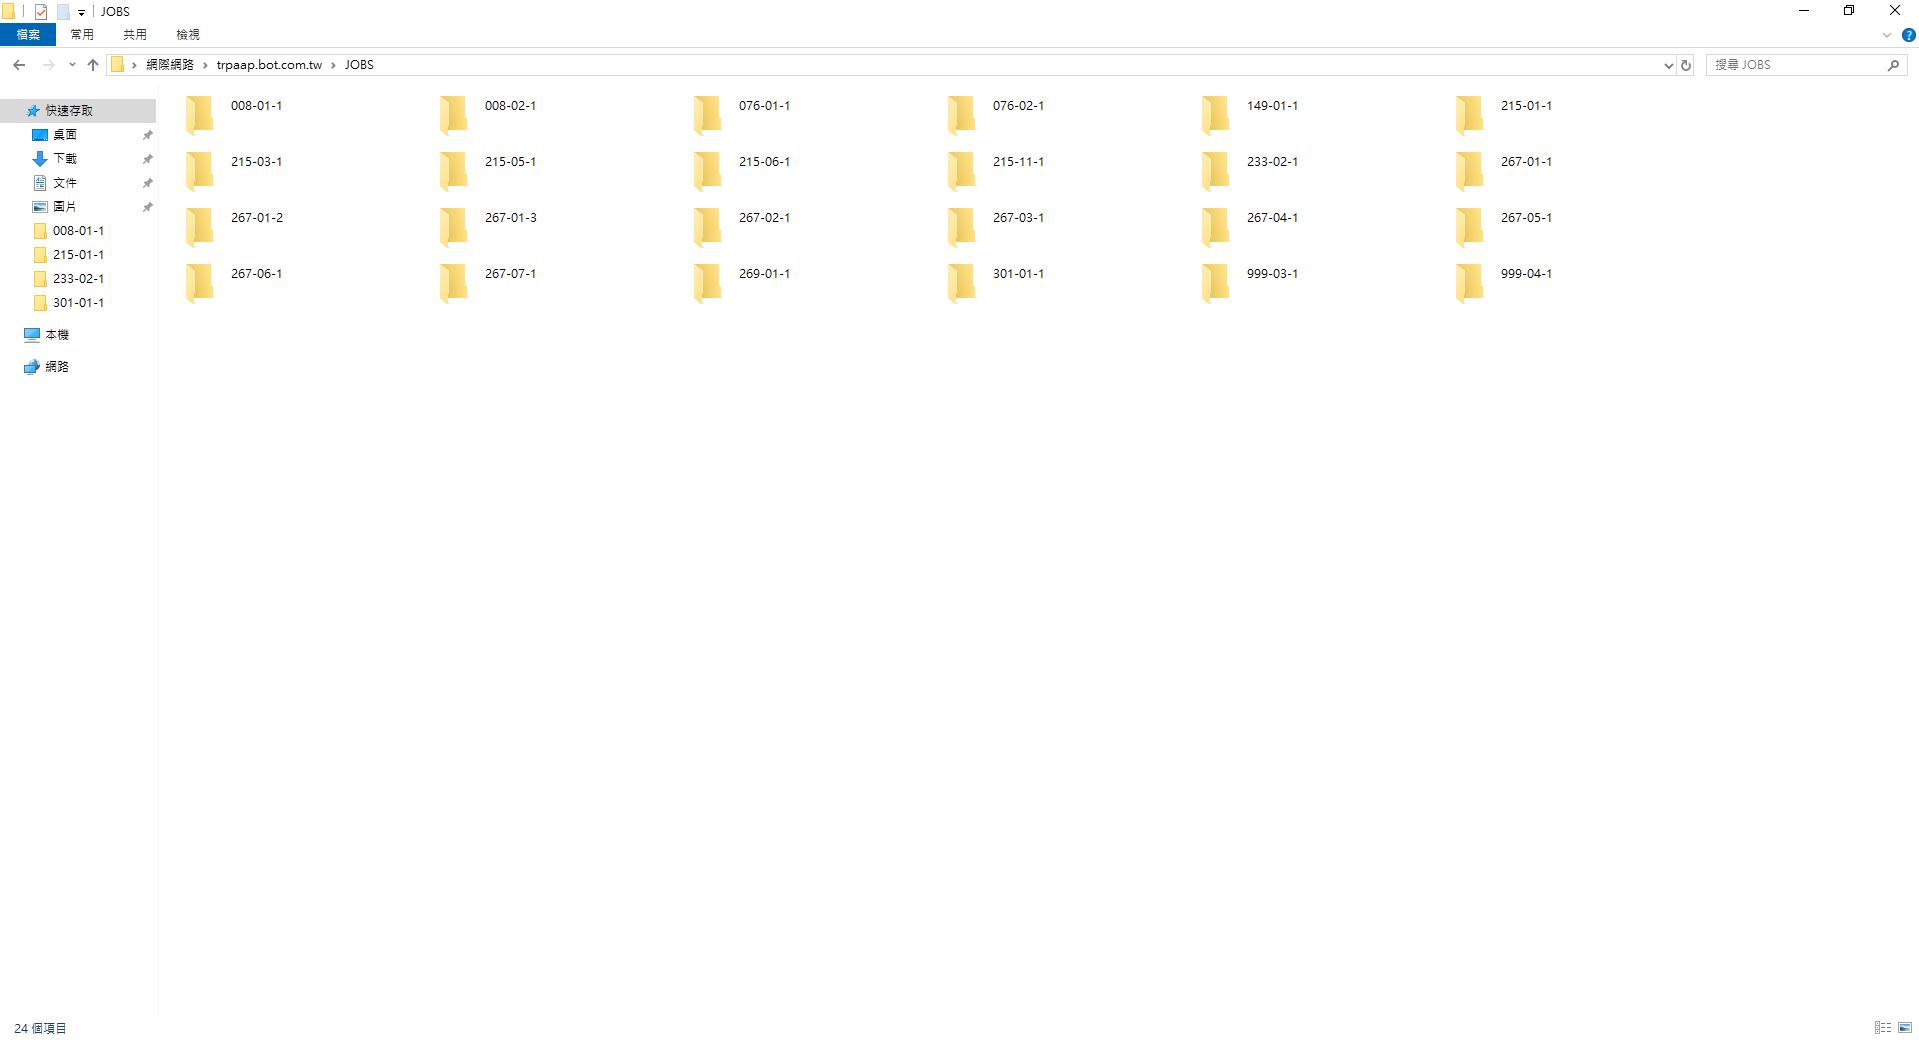 JOBS
檔案 常用 共用 檢視
網際網路 trpaap.bot.com.tw JOBS 搜尋 JOBS
快速存取
桌面
下載
文件
圖片
008-01-1
215-01-1
233-02-1
301-01-1
本機
網路
008-01-1 008-02-1 076-01-1 076-02-1 149-01-1 215-01-1
215-03-1 215-05-1 215-06-1 215-11-1 233-02-1 267-01-1
267-01-2 267-01-3 267-02-1 267-03-1 267-04-1 267-05-1
267-06-1 267-07-1 269-01-1 301-01-1 999-03-1 999-04-1
24 個項目